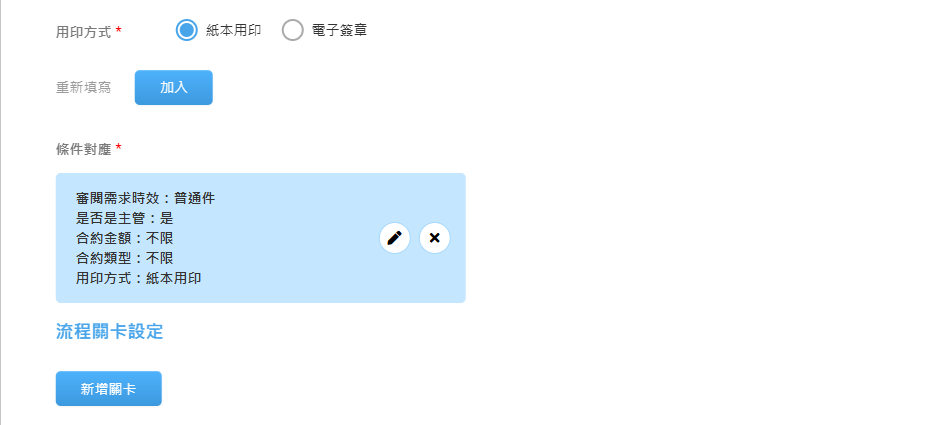 用印方式 * 紙本用印 電子簽章
重新填寫 加入
條件對應 *
審閱需求時效：普通件
是否是主管：是
合約金額：不限
合約類型：不限
用印方式：紙本用印
流程關卡設定
新增關卡